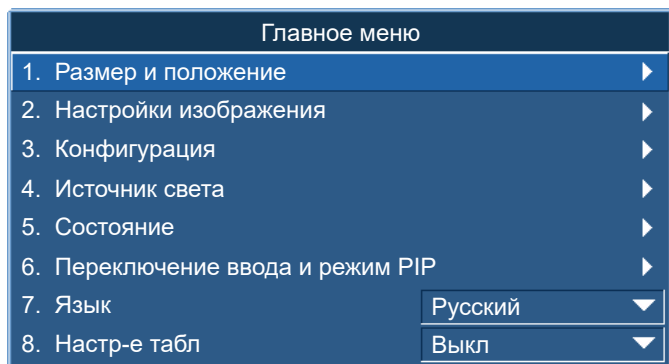 Главное меню
1. Размер и положение
2. Настройки изображения
3. Конфигурация
4. Источник света
5. Состояние
6. Переключение ввода и режим PIP
7. Язык Русский
8. Настр-е табл Выкл